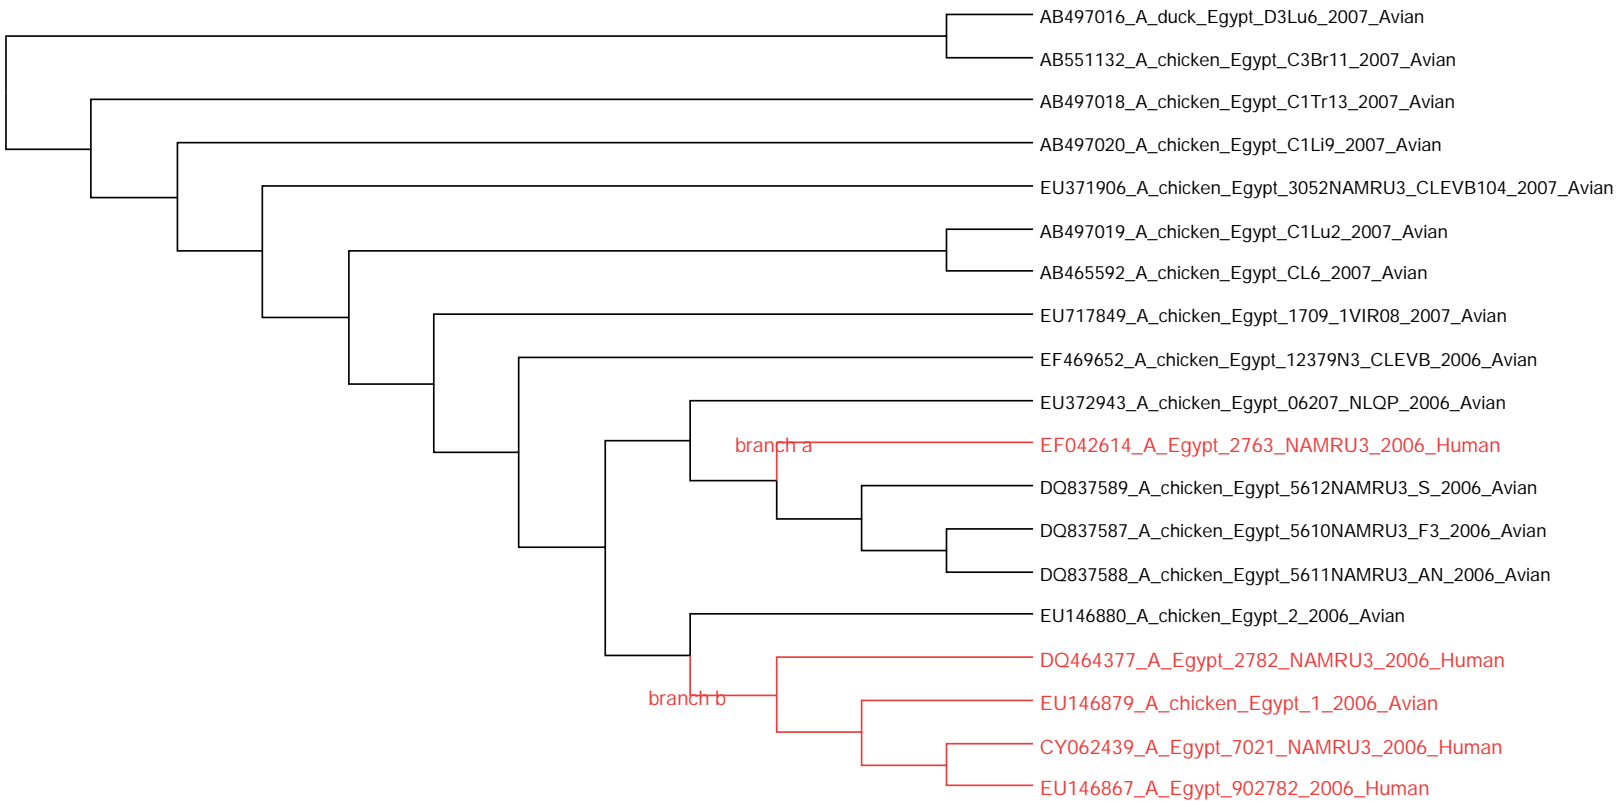 AB497016_A_duck_Egypt_D3Lu6_2007_Avian
AB551132_A_chicken_Egypt_C3Br11_2007_Avian
AB497018_A_chicken_Egypt_C1Tr13_2007_Avian
AB497020_A_chicken_Egypt_C1Li9_2007_Avian
EU371906_A_chicken_Egypt_3052NAMRU3_CLEVB104_2007_Avian
AB497019_A_chicken_Egypt_C1Lu2_2007_Avian
AB465592_A_chicken_Egypt_CL6_2007_Avian
EU717849_A_chicken_Egypt_1709_1VIR08_2007_Avian
EF469652_A_chicken_Egypt_12379N3_CLEVB_2006_Avian
EU372943_A_chicken_Egypt_06207_NLQP_2006_Avian
branch a
EF042614_A_Egypt_2763_NAMRU3_2006_Human
DQ837589_A_chicken_Egypt_5612NAMRU3_S_2006_Avian
DQ837587_A_chicken_Egypt_5610NAMRU3_F3_2006_Avian
DQ837588_A_chicken_Egypt_5611NAMRU3_AN_2006_Avian
EU146880_A_chicken_Egypt_2_2006_Avian
DQ464377_A_Egypt_2782_NAMRU3_2006_Human
branch b
EU146879_A_chicken_Egypt_1_2006_Avian
CY062439_A_Egypt_7021_NAMRU3_2006_Human
EU146867_A_Egypt_902782_2006_Human